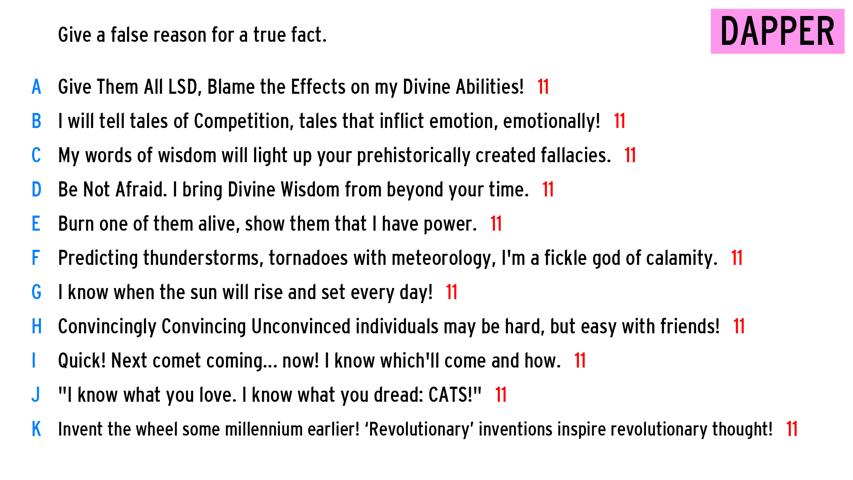 Give a false reason for a true fact.
DAPPER
A Give Them All LSD, Blame the Effects on my Divine Abilities! 11
B I will tell tales of Competition, tales that inflict emotion, emotionally! 11
C My words of wisdom will light up your prehistorically created fallacies. 11
D Be Not Afraid. I bring Divine Wisdom from beyond your time. 11
E Burn one of them alive, show them that I have power. 11
F Predicting thunderstorms, tornadoes with meteorology, I'm a fickle god of calamity. 11
G I know when the sun will rise and set every day! 11
H Convincingly Convincing Unconvinced individuals may be hard, but easy with friends! 11
I Quick! Next comet coming... now! I know which'll come and how. 11
J "I know what you love. I know what you dread: CATS!" 11
K Invent the wheel some millennium earlier! ‘Revolutionary’ inventions inspire revolutionary thought! 11